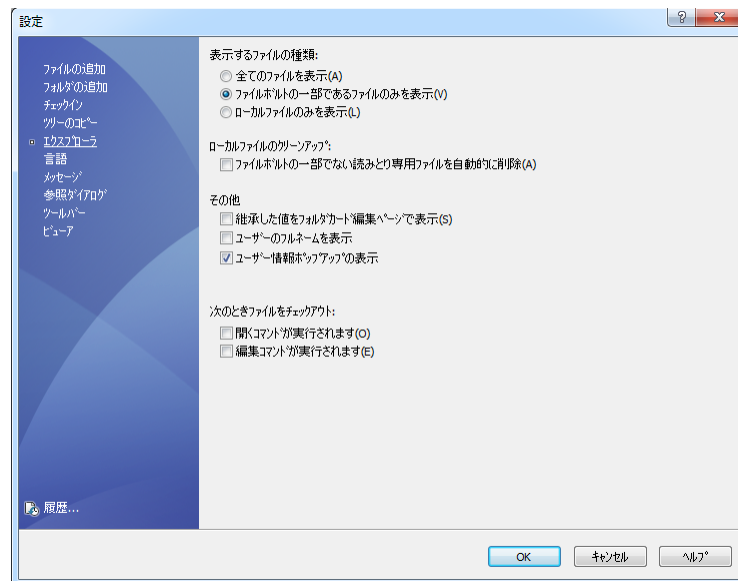 設定
ファイルの追加
フォルダの追加
チェックイン
ツリーのコピー
エクスプローラ
言語
メッセージ
参照ダイアログ
ツールバー
ビューア
履歴...
表示するファイルの種類:
全てのファイルを表示(A)
ファイルボルトの一部であるファイルのみを表示(V)
ローカルファイルのみを表示(L)
ローカルファイルのクリーンアップ:
ファイルボルトの一部でない読みとり専用ファイルを自動的に削除(A)
その他
継承した値をフォルダカード編集ページで表示(S)
ユーザーのフルネームを表示
ユーザー情報ポップアップの表示
次のときファイルをチェックアウト:
開くコマンドが実行されます(O)
編集コマンドが実行されます(E)
OK
キャンセル
ヘルプ